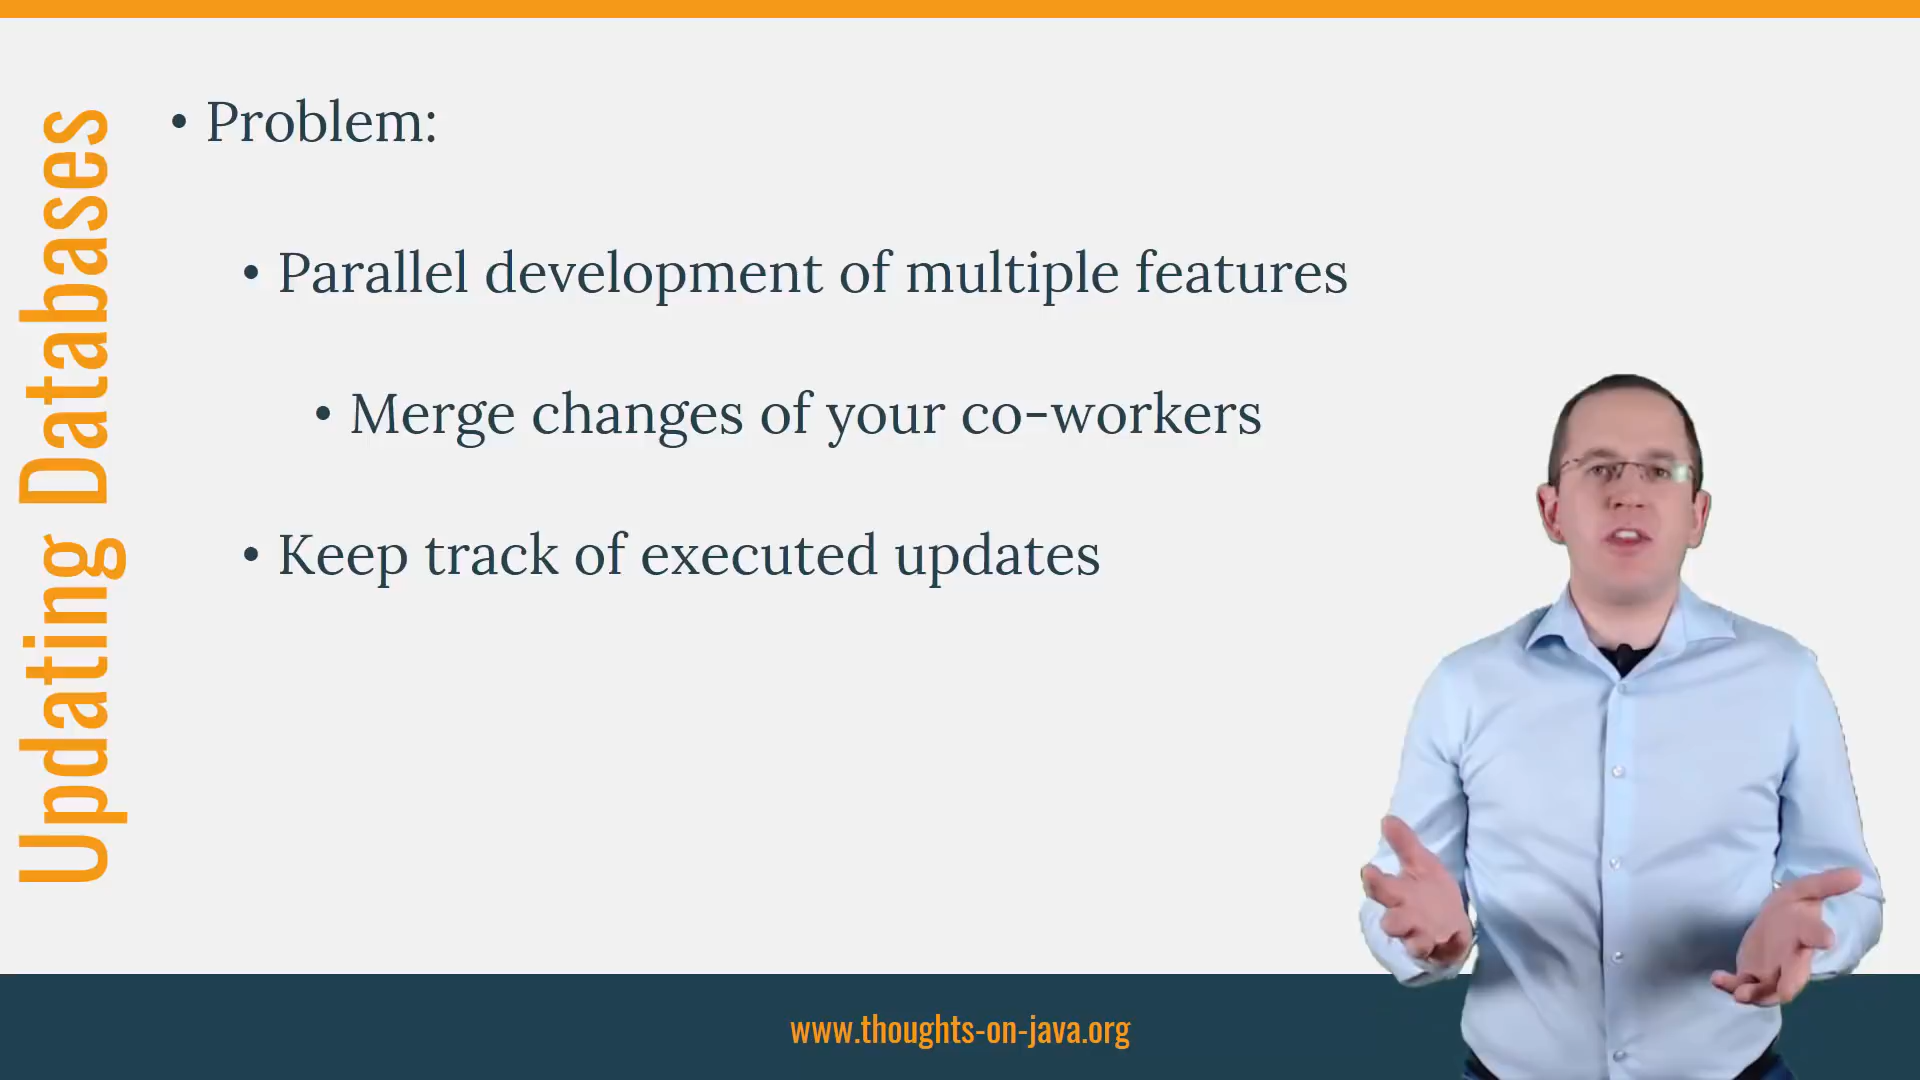 Updating Databases
• Problem:
• Parallel development of multiple features
• Merge changes of your co-workers
• Keep track of executed updates
www.thoughts-on-java.org